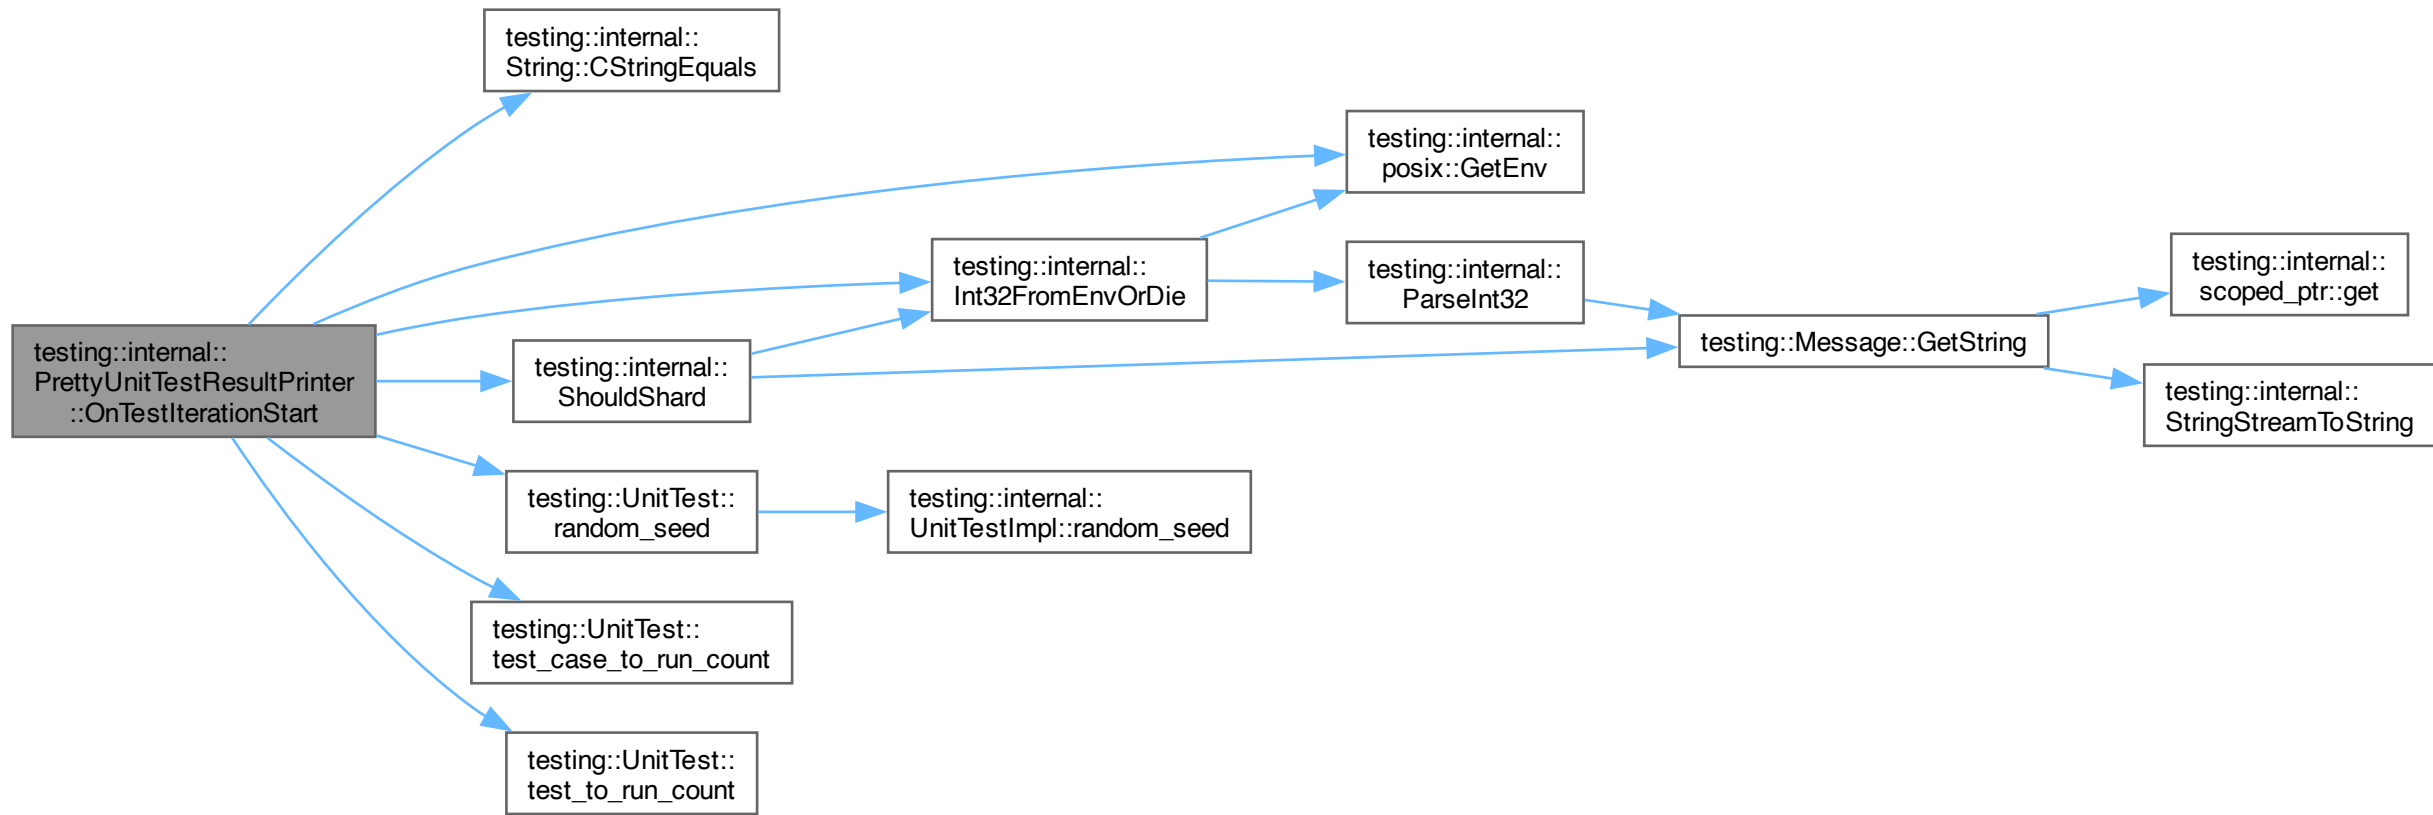 testing::internal::
String::CStringEquals
testing::internal::
posix::GetEnv
testing::internal::
Int32FromEnvOrDie
testing::internal::
ParseInt32
testing::internal::
scoped_ptr::get
testing::Message::GetString
testing::internal::
PrettyUnitTestResultPrinter
::OnTestIterationStart
testing::internal::
ShouldShard
testing::internal::
StringStreamToString
testing::UnitTest::
random_seed
testing::internal::
UnitTestImpl::random_seed
testing::UnitTest::
test_case_to_run_count
testing::UnitTest::
test_to_run_count